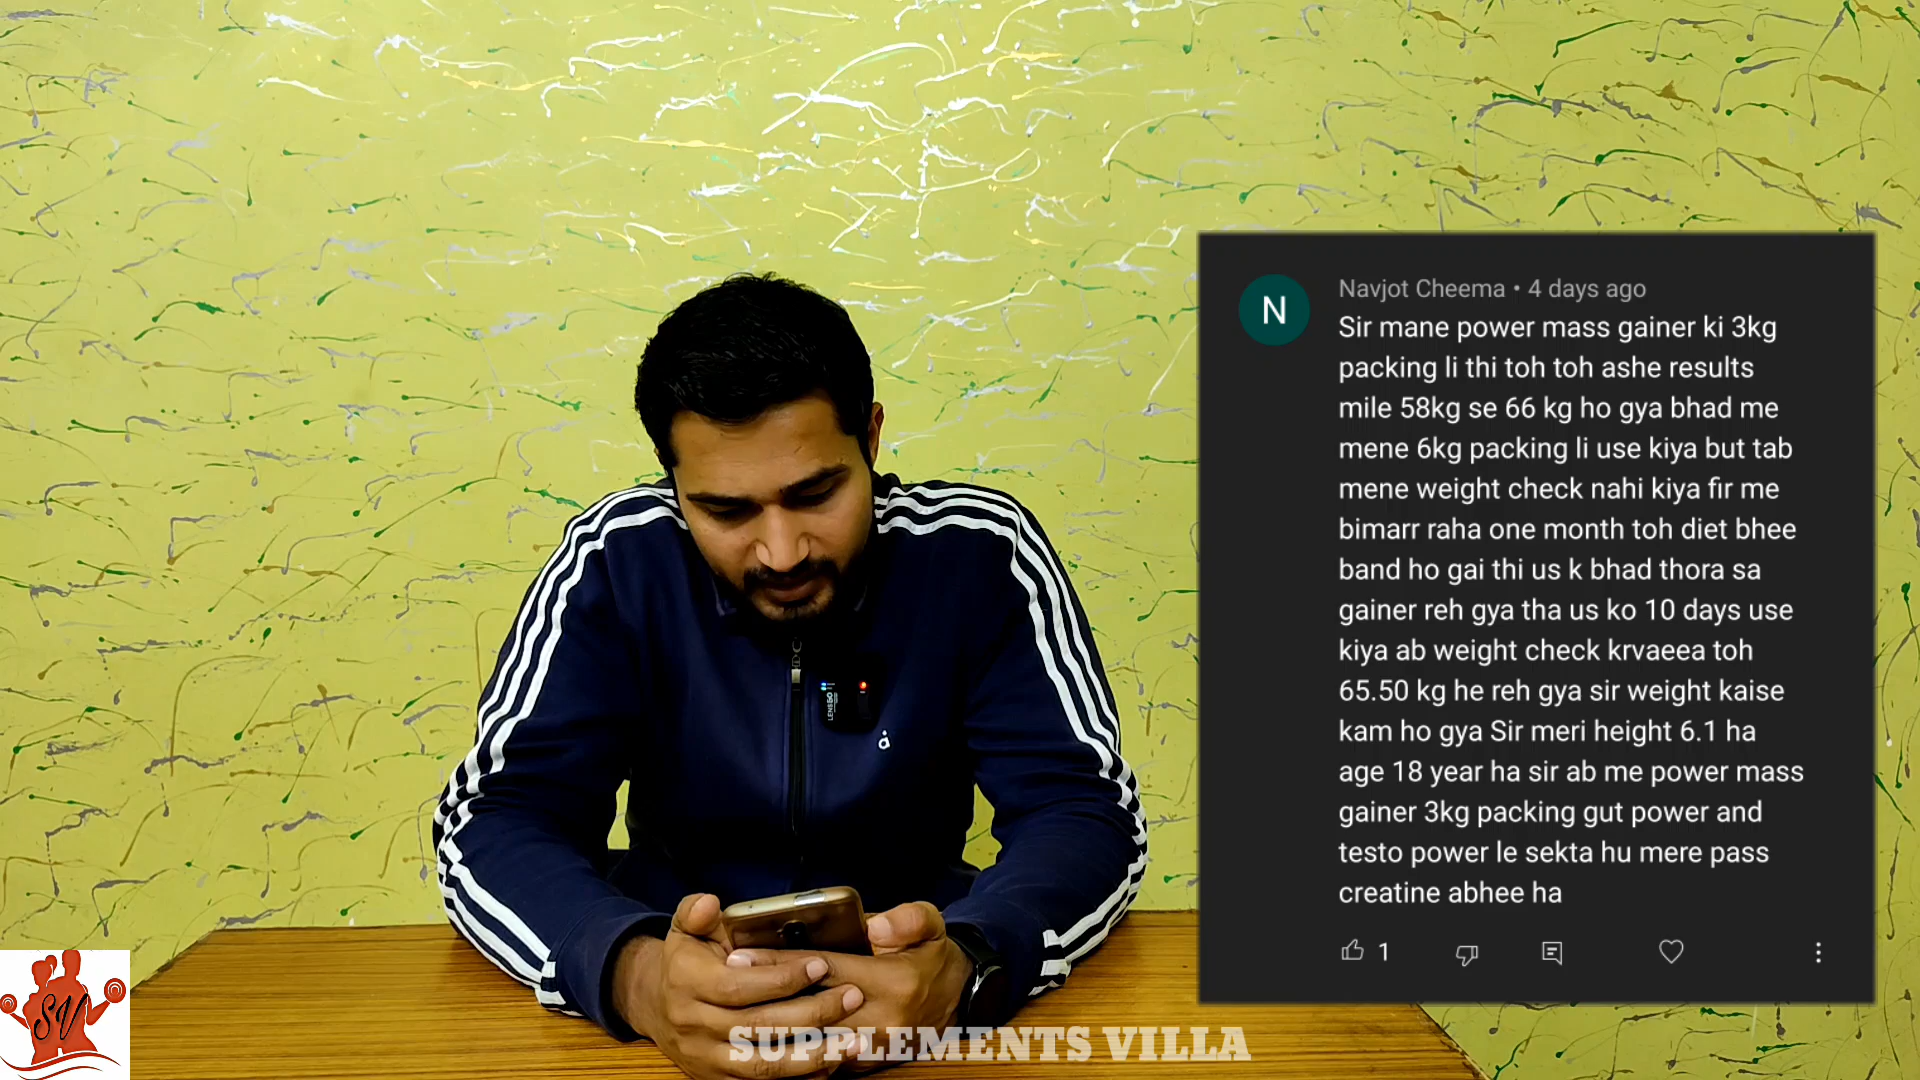 N
Navjot Cheema • 4 days ago
Sir mane power mass gainer ki 3kg
packing li thi toh toh ashe results
mile 58kg se 66 kg ho gya bhad me
mene 6kg packing li use kiya but tab
mene weight check nahi kiya fir me
bimarr raha one month toh diet bhee
band ho gai thi us k bhad thora sa
gainer reh gya tha us ko 10 days use
kiya ab weight check krvaeea toh
65.50 kg he reh gya sir weight kaise
kam ho gya Sir meri height 6.1 ha
age 18 year ha sir ab me power mass
gainer 3kg packing gut power and
testo power le sekta hu mere pass
creatine abhee ha
1
LENSGO
SV
SUPPLEMENTS VILLA